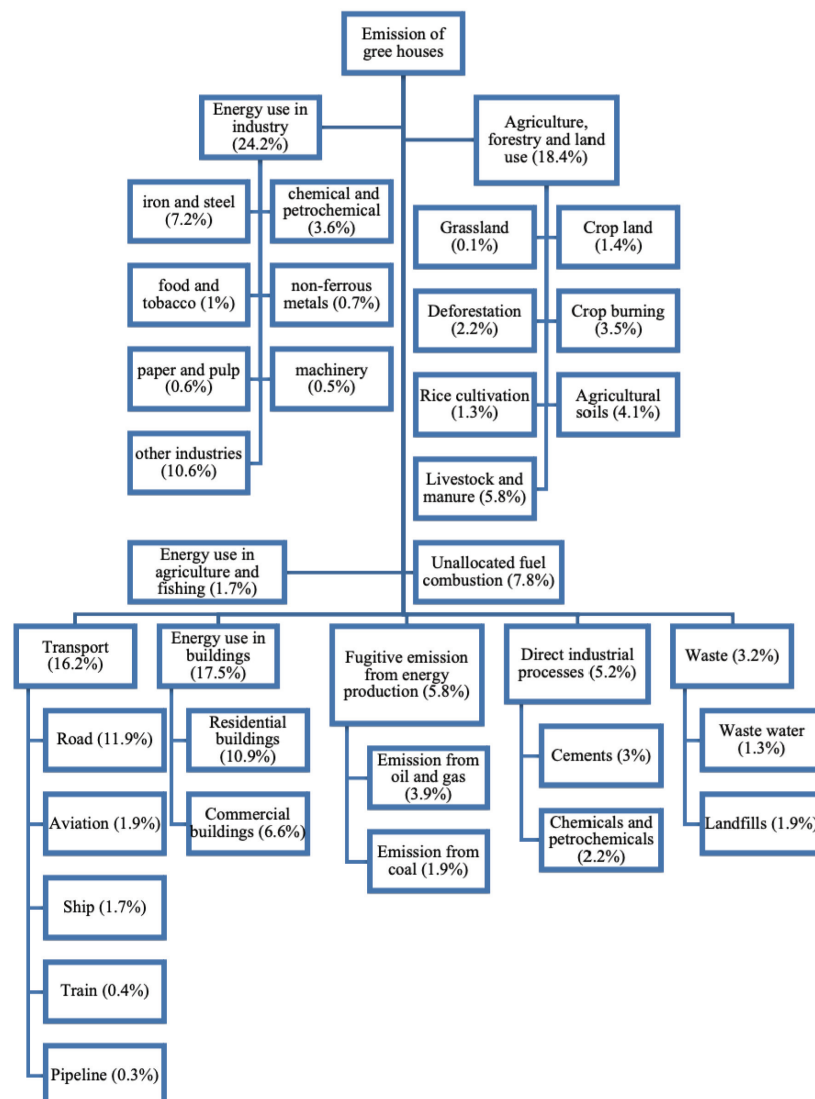 Emission of
gree houses
Energy use in
industry
(24.2%)
Agriculture,
forestry and land
use (18.4%)
iron and steel
(7.2%)
chemical and
petrochemical
(3.6%)
Grassland
(0.1%)
Crop land
(1.4%)
food and
tobacco (1%)
non-ferrous
metals (0.7%)
Deforestation
(2.2%)
Crop burning
(3.5%)
paper and pulp
(0.6%)
machinery
(0.5%)
Rice cultivation
(1.3%)
Agricultural
soils (4.1%)
other industries
(10.6%)
Livestock and
manure (5.8%)
Energy use in
agriculture and
fishing (1.7%)
Unallocated fuel
combustion (7.8%)
Transport
(16.2%)
Energy use in
buildings
(17.5%)
Fugitive emission
from energy
production (5.8%)
Direct industrial
processes (5.2%)
Waste (3.2%)
Road (11.9%)
Residential
buildings
(10.9%)
Emission from
oil and gas
(3.9%)
Cements (3%)
Waste water
(1.3%)
Aviation (1.9%)
Commercial
buildings (6.6%)
Emission from
coal (1.9%)
Chemicals and
petrochemicals
(2.2%)
Landfills (1.9%)
Ship (1.7%)
Train (0.4%)
Pipeline (0.3%)